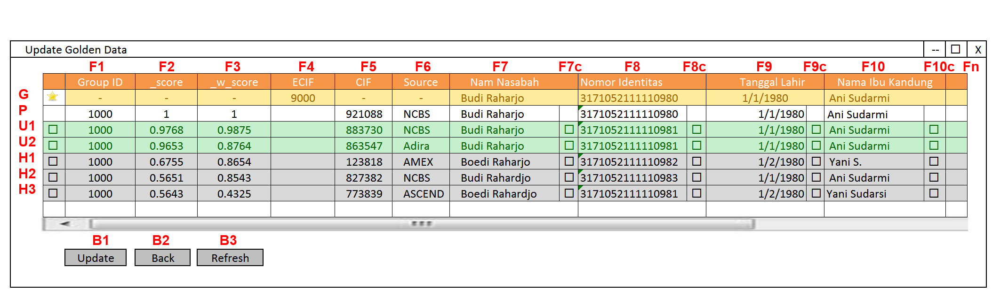 Update Golden Data -- X
F1 F2 F3 F4 F5 F6 F7 F7c F8 F8c F9 F9c F10 F10c Fn
Group ID _score _w_score ECIF CIF Source Nam Nasabah Nomor Identitas Tanggal Lahir Nama Ibu Kandung
G - - - 9000 - - Budi Raharjo 3171052111110980 1/1/1980 Ani Sudarmi
P 1000 1 1 921088 NCBS Budi Raharjo 3171052111110980 1/1/1980 Ani Sudarmi
U1 1000 0.9768 0.9875 883730 NCBS Budi Raharjo 3171052111110981 1/1/1980 Ani Sudarmi
U2 1000 0.9653 0.8764 863547 Adira Budi Raharjo 3171052111110981 1/1/1980 Ani Sudarmi
H1 1000 0.6755 0.8654 123818 AMEX Boedi Raharjo 3171052111110982 1/2/1980 Yani S.
H2 1000 0.5651 0.8543 827382 NCBS Budi Rahardjo 3171052111110983 1/1/1980 Ani Sudarmi
H3 1000 0.5643 0.4325 773839 ASCEND Boedi Rahardjo 3171052111110981 1/2/1980 Yani Sudarsi
B1 B2 B3
Update Back Refresh